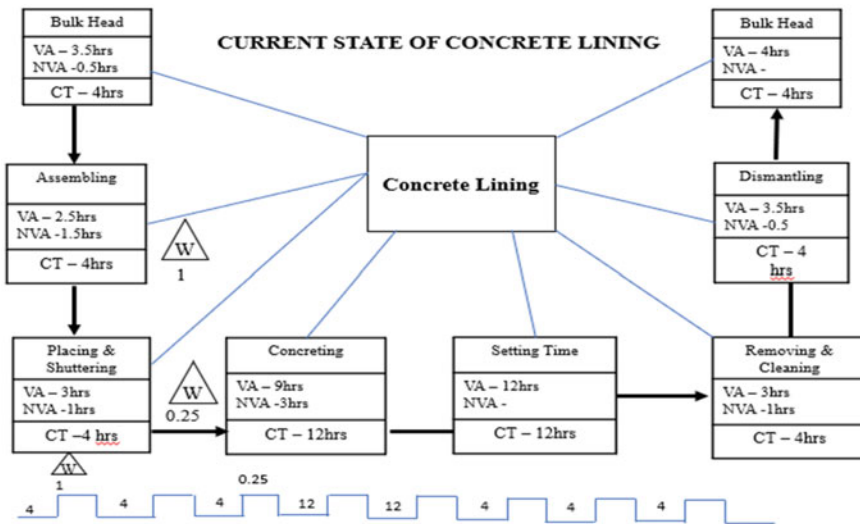 CURRENT STATE OF CONCRETE LINING
Bulk Head
VA – 3.5hrs
NVA -0.5hrs
CT – 4hrs
Assembling
VA – 2.5hrs
NVA -1.5hrs
CT – 4hrs
W
1
Placing &
Shuttering
VA – 3hrs
NVA -1hrs
CT –4 hrs
W
1
W
0.25
Concrete Lining
Concreting
VA – 9hrs
NVA -3hrs
CT – 12hrs
Setting Time
VA – 12hrs
NVA -
CT – 12hrs
Removing &
Cleaning
VA – 3hrs
NVA -1hrs
CT – 4hrs
Dismantling
VA – 3.5hrs
NVA -0.5
CT – 4
hrs
Bulk Head
VA – 4hrs
NVA -
CT – 4hrs
0.25
4 4 4 12 12 4 4 4